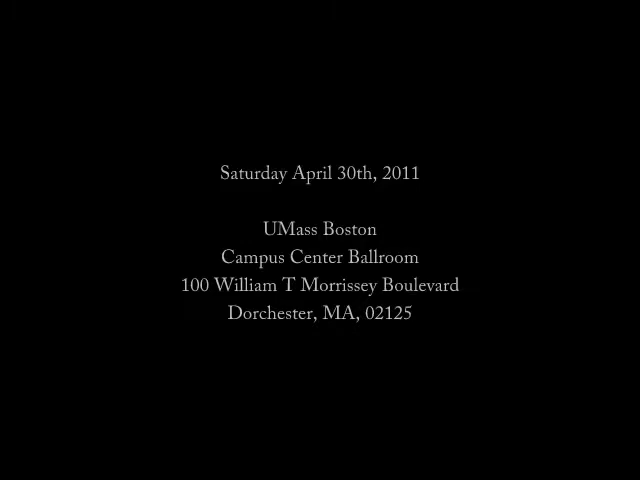 Saturday April 30th, 2011
UMass Boston
Campus Center Ballroom
100 William T Morrissey Boulevard
Dorchester, MA, 02125